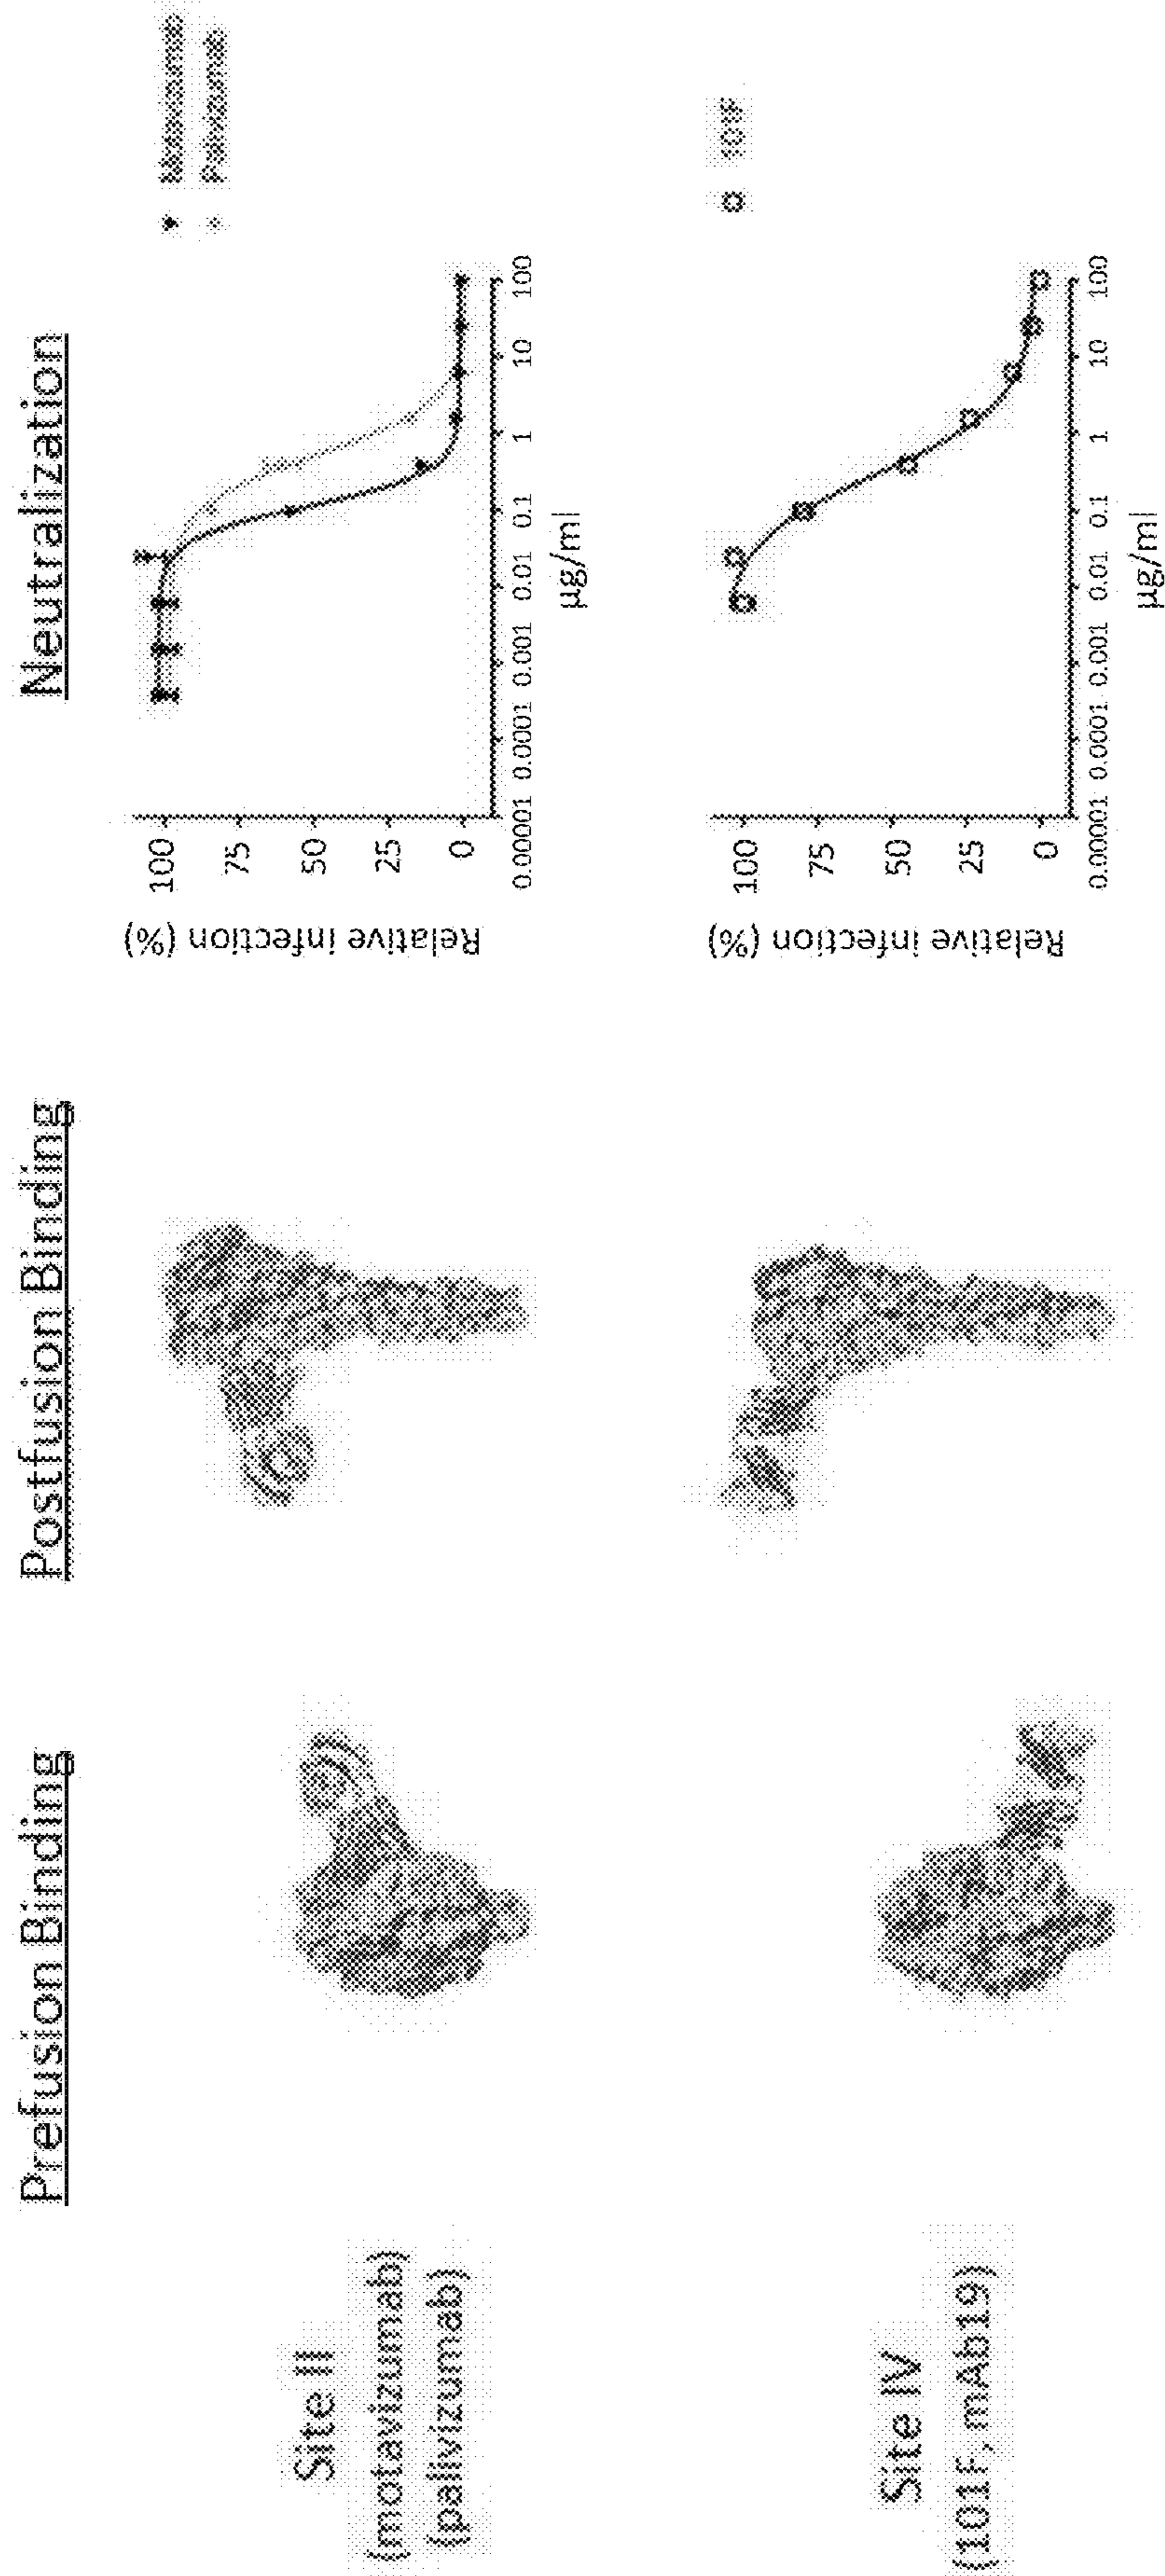 Prefusion Binding
Postfusion Binding
Neutralization
Site II
(motavizumab)
(palivizumab)
Relative infection (%)
100
75
50
25
0
0.00001 0.0001 0.001 0.01 0.1 1 10 100
µg/ml
Motavizumab
Palivizumab
Site IV
(101F, mAb19)
Relative infection (%)
100
75
50
25
0
0.00001 0.0001 0.001 0.01 0.1 1 10 100
µg/ml
101F